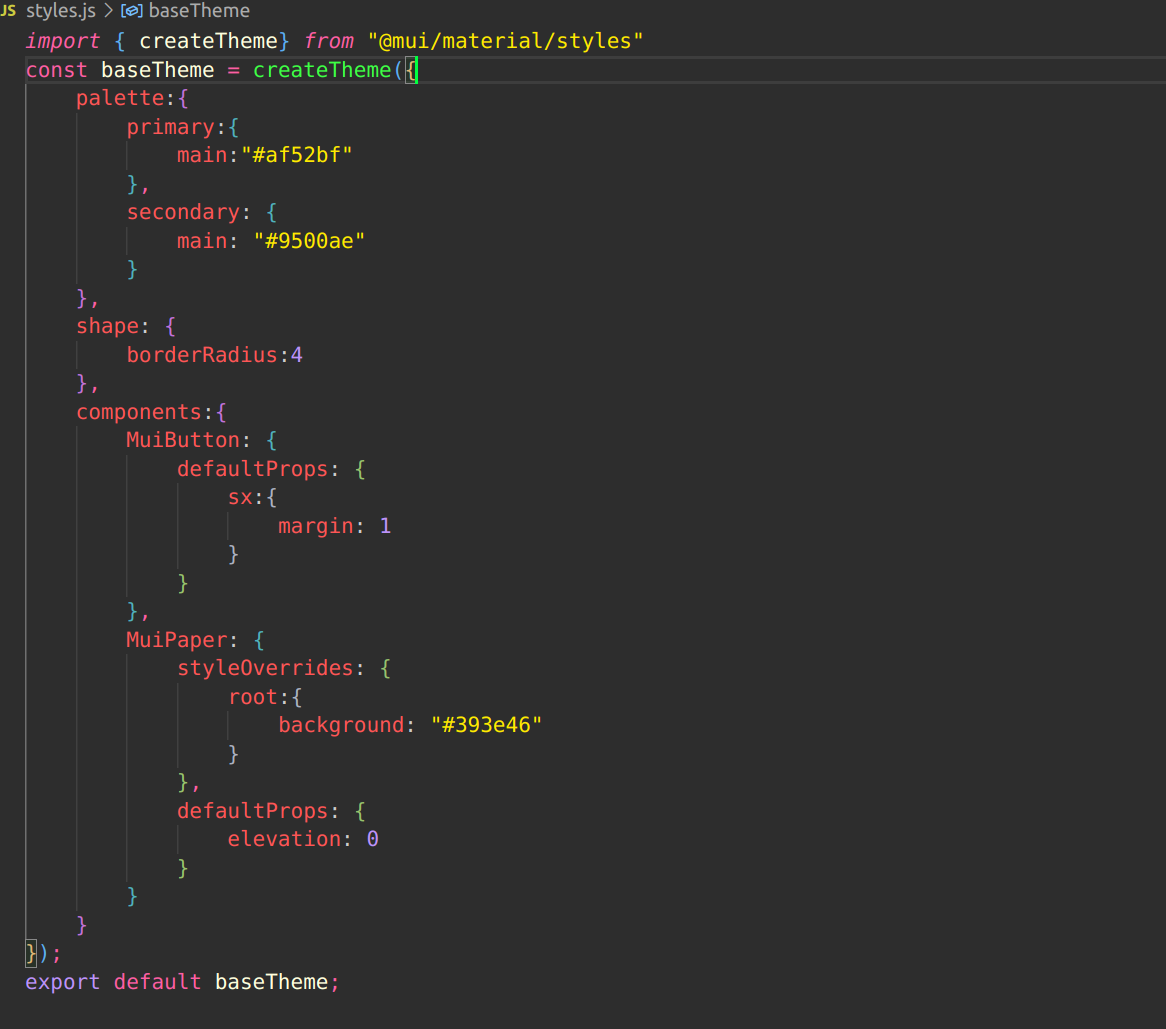 JS styles.js > baseTheme
import { createTheme} from "@mui/material/styles"
const baseTheme = createTheme({
    palette:{
        primary:{
            main:"#af52bf"
        },
        secondary: {
            main: "#9500ae"
        }
    },
    shape: {
        borderRadius:4
    },
    components:{
        MuiButton: {
            defaultProps: {
                sx:{
                    margin: 1
                }
            }
        },
        MuiPaper: {
            styleOverrides: {
                root:{
                    background: "#393e46"
                }
            },
            defaultProps: {
                elevation: 0
            }
        }
    }
});
export default baseTheme;